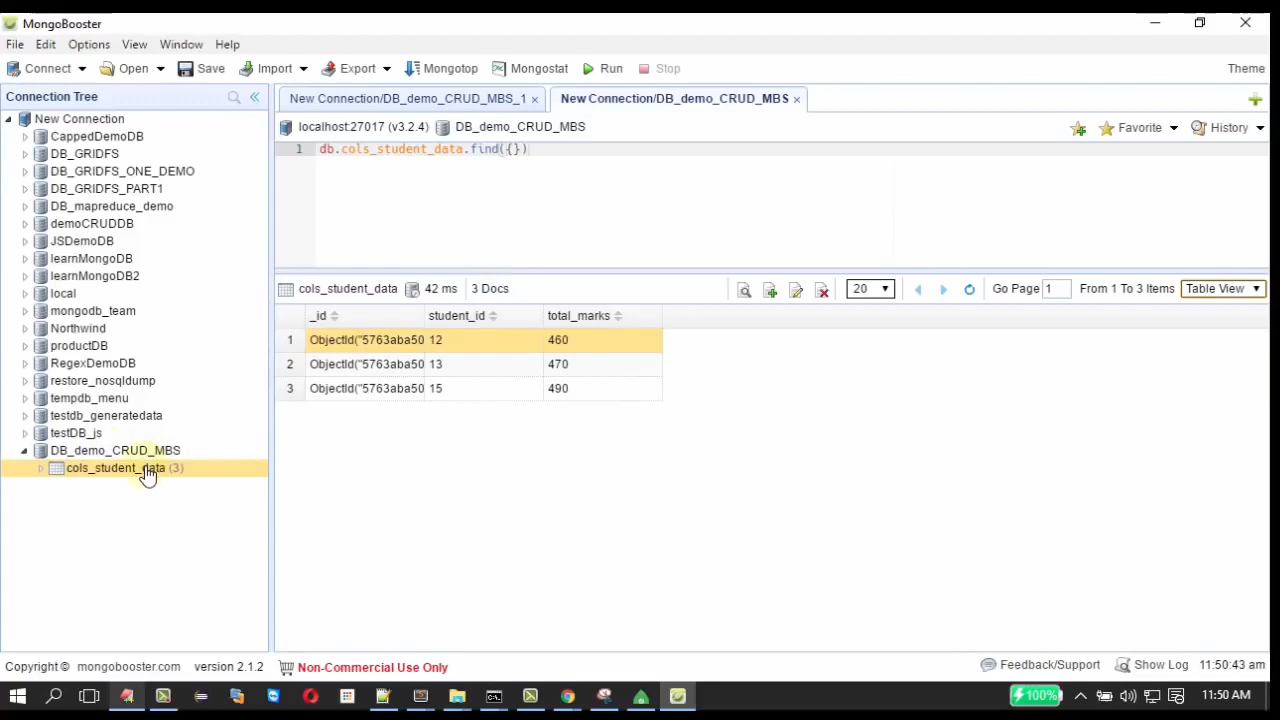 MongoBooster
File Edit Options View Window Help
Connect Open Save Import Export Mongotop Mongostat Run Stop Theme
Connection Tree
New Connection/DB_demo_CRUD_MBS_1 × New Connection/DB_demo_CRUD_MBS ×
New Connection
localhost:27017 (v3.2.4) DB_demo_CRUD_MBS Favorite History
CappedDemoDB
DB_GRIDFS
DB_GRIDFS_ONE_DEMO
DB_GRIDFS_PART1
DB_mapreduce_demo
demoCRUDDB
JSDemoDB
learnMongoDB
learnMongoDB2
local
mongodb_team
Northwind
productDB
RegexDemoDB
restore_nosqldump
tempdb_menu
testdb_generatedata
testDB_js
DB_demo_CRUD_MBS
cols_student_data (3)
1 db.cols_student_data.find({})
cols_student_data 42 ms 3 Docs 20 Go Page 1 From 1 To 3 Items Table View
_id student_id total_marks
1 ObjectId("5763aba50 12 460
2 ObjectId("5763aba50 13 470
3 ObjectId("5763aba50 15 490
Copyright © mongobooster.com version 2.1.2 Non-Commercial Use Only Feedback/Support Show Log 11:50:43 am
100% 11:50 AM